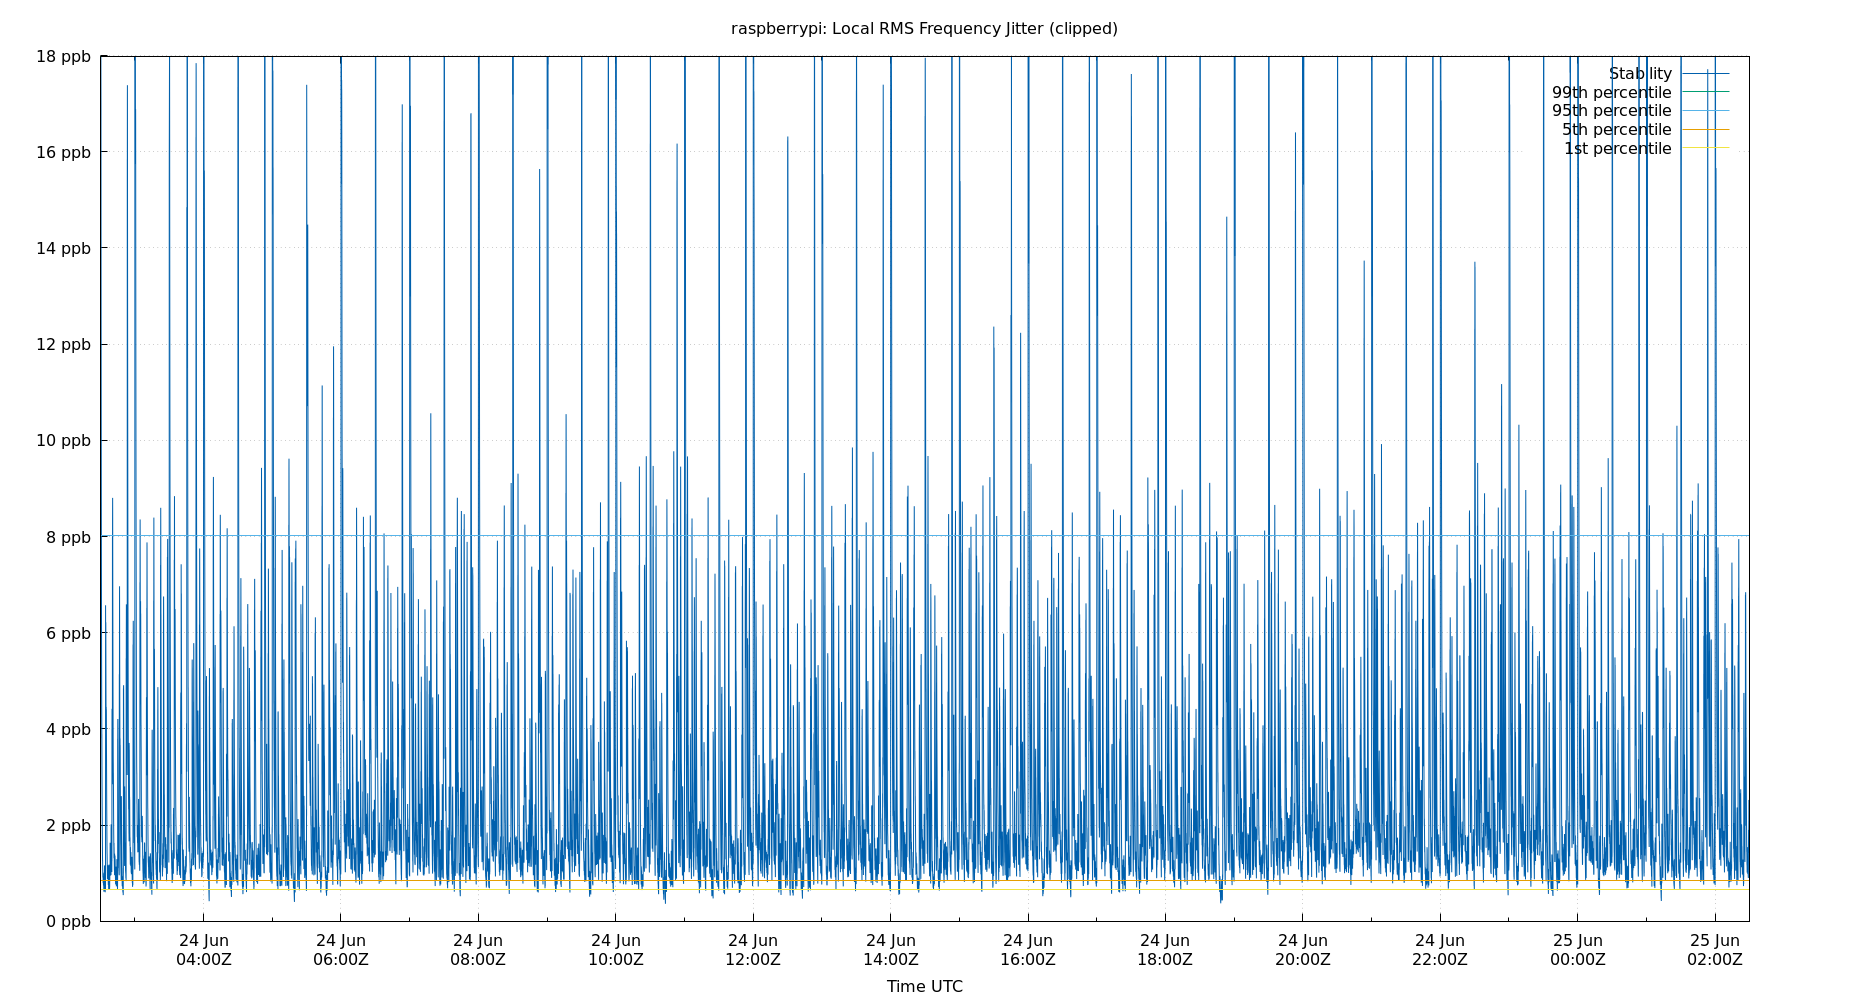 raspberrypi: Local RMS Frequency Jitter (clipped)
18 ppb
16 ppb
14 ppb
12 ppb
10 ppb
8 ppb
6 ppb
4 ppb
2 ppb
0 ppb
Stability
99th percentile
95th percentile
5th percentile
1st percentile
24 Jun
04:00Z
24 Jun
06:00Z
24 Jun
08:00Z
24 Jun
10:00Z
24 Jun
12:00Z
24 Jun
14:00Z
24 Jun
16:00Z
24 Jun
18:00Z
24 Jun
20:00Z
24 Jun
22:00Z
25 Jun
00:00Z
25 Jun
02:00Z
Time UTC